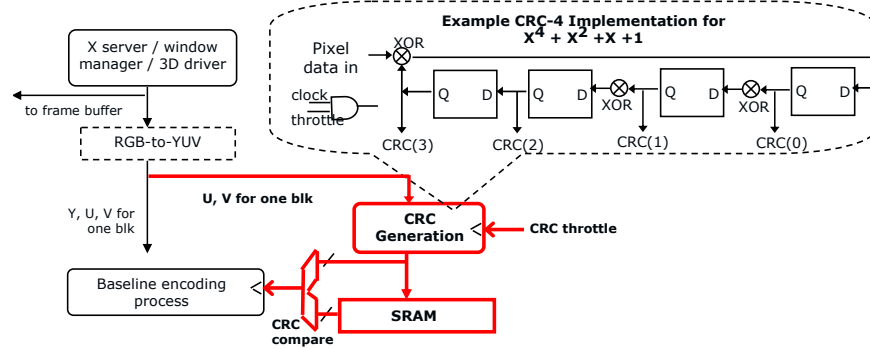 Example CRC-4 Implementation for
X^4 + X^2 +X +1
X server / window
manager / 3D driver
to frame buffer
RGB-to-YUV
Pixel
data in
XOR
clock
throttle
Q D
Q D
XOR
Q D
XOR
Q D
CRC(3)
CRC(2)
CRC(1)
CRC(0)
U, V for one blk
Y, U, V for
one blk
CRC
Generation
CRC throttle
Baseline encoding
process
CRC
compare
SRAM